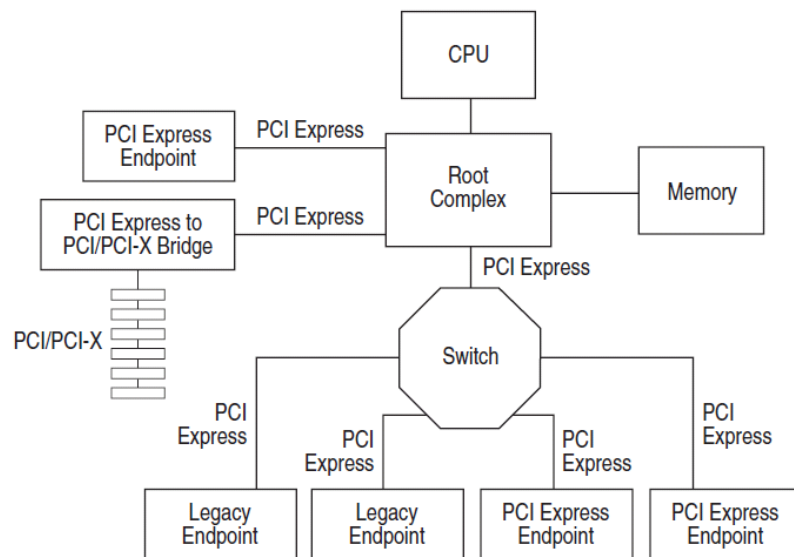 CPU
PCI Express
Endpoint
PCI Express
Root
Complex
Memory
PCI Express to
PCI/PCI-X Bridge
PCI Express
PCI Express
PCI/PCI-X
Switch
PCI
Express
PCI
Express
PCI
Express
PCI
Express
Legacy
Endpoint
Legacy
Endpoint
PCI Express
Endpoint
PCI Express
Endpoint